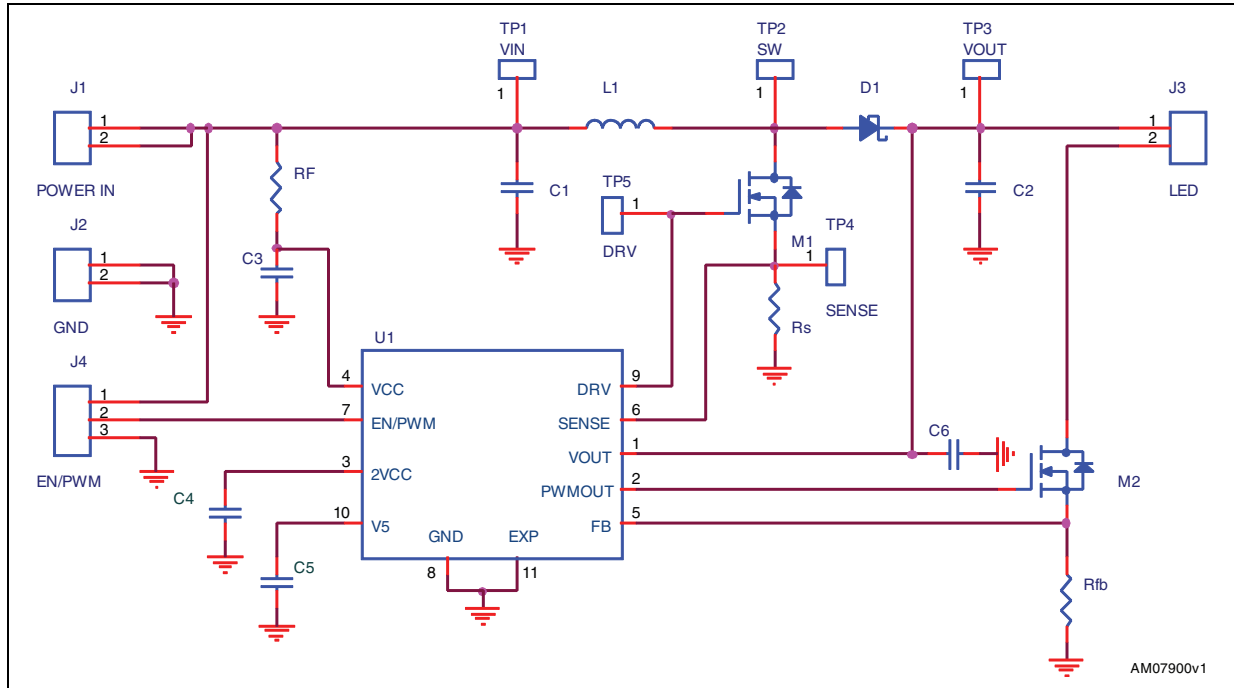 TP1
VIN
1
TP2
SW
1
TP3
VOUT
1
J1
1
2
POWER IN
L1
D1
J3
1
2
LED
RF
C1
TP5
1
DRV
C2
J2
1
2
GND
C3
M1
TP4
1
SENSE
Rs
U1
J4
1
2
3
EN/PWM
4
VCC
DRV
9
7
EN/PWM
SENSE
6
VOUT
1
C6
3
2VCC
PWMOUT
2
M2
C4
10
V5
FB
5
GND
EXP
8
11
C5
Rfb
AM07900v1